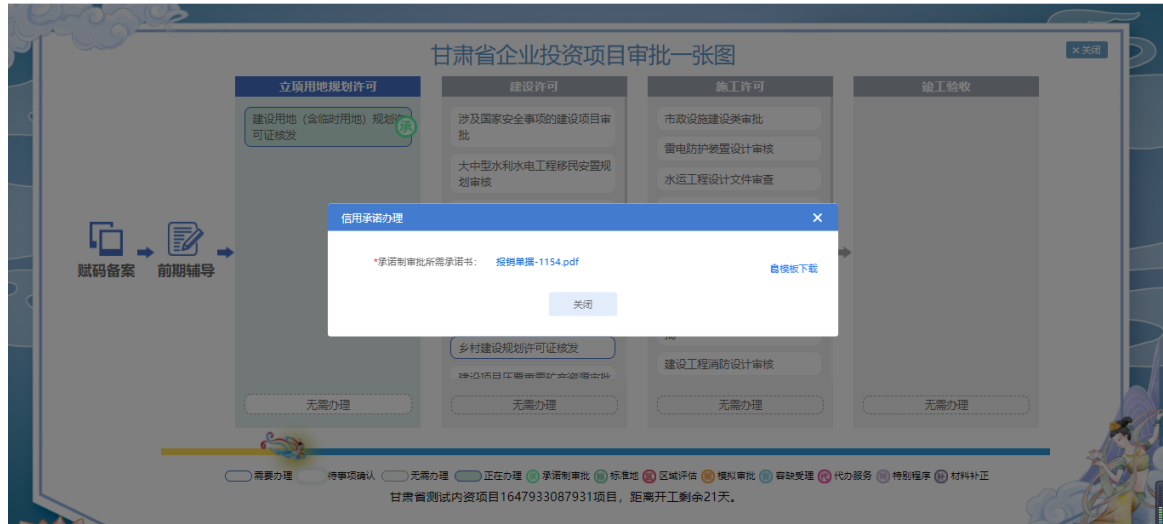 甘肃省企业投资项目审批一张图
×关闭
立项用地规划许可
建设许可
施工许可
竣工验收
建设用地（含临时用地）规划许
可证核发
承
涉及国家安全事项的建设项目审
批
大中型水利水电工程移民安置规
划审核
市政设施建设类审批
雷电防护装置设计审核
水运工程设计文件审查
赋码备案
前期辅导
信用承诺办理
×
*承诺制审批所需承诺书：
报销单据-1154.pdf
模板下载
关闭
乡村建设规划许可证核发
建设项目压覆重要矿产资源审批
建设工程消防设计审核
无需办理
无需办理
无需办理
无需办理
需要办理 待事项确认 无需办理 正在办理 承诺制审批 标准地 区域评估 模拟审批 容缺受理 代办服务 特别程序 材料补正
甘肃省测试内资项目1647933087931项目，距离开工剩余21天。